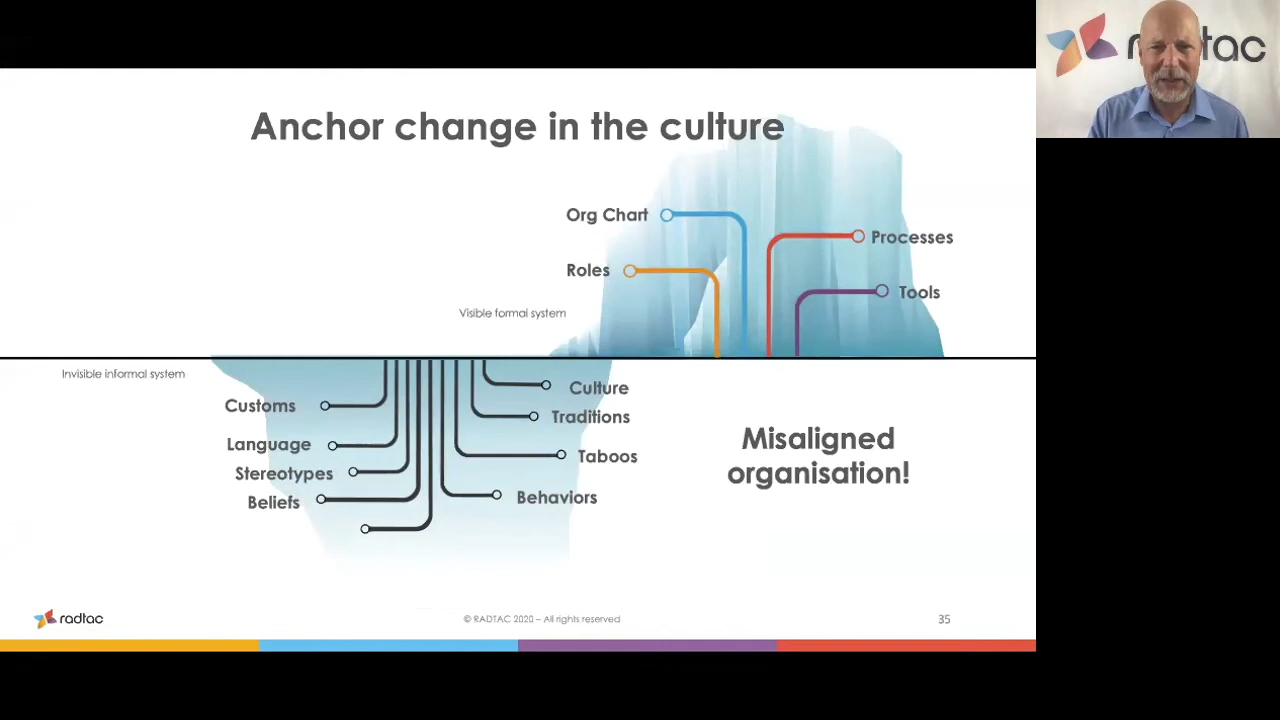 radtac
Anchor change in the culture
Org Chart
Processes
Roles
Tools
Visible formal system
Invisible informal system
Customs
Culture
Traditions
Language
Taboos
Stereotypes
Beliefs
Behaviors
Misaligned
organisation!
radtac
© RADTAC 2020 – All rights reserved
35